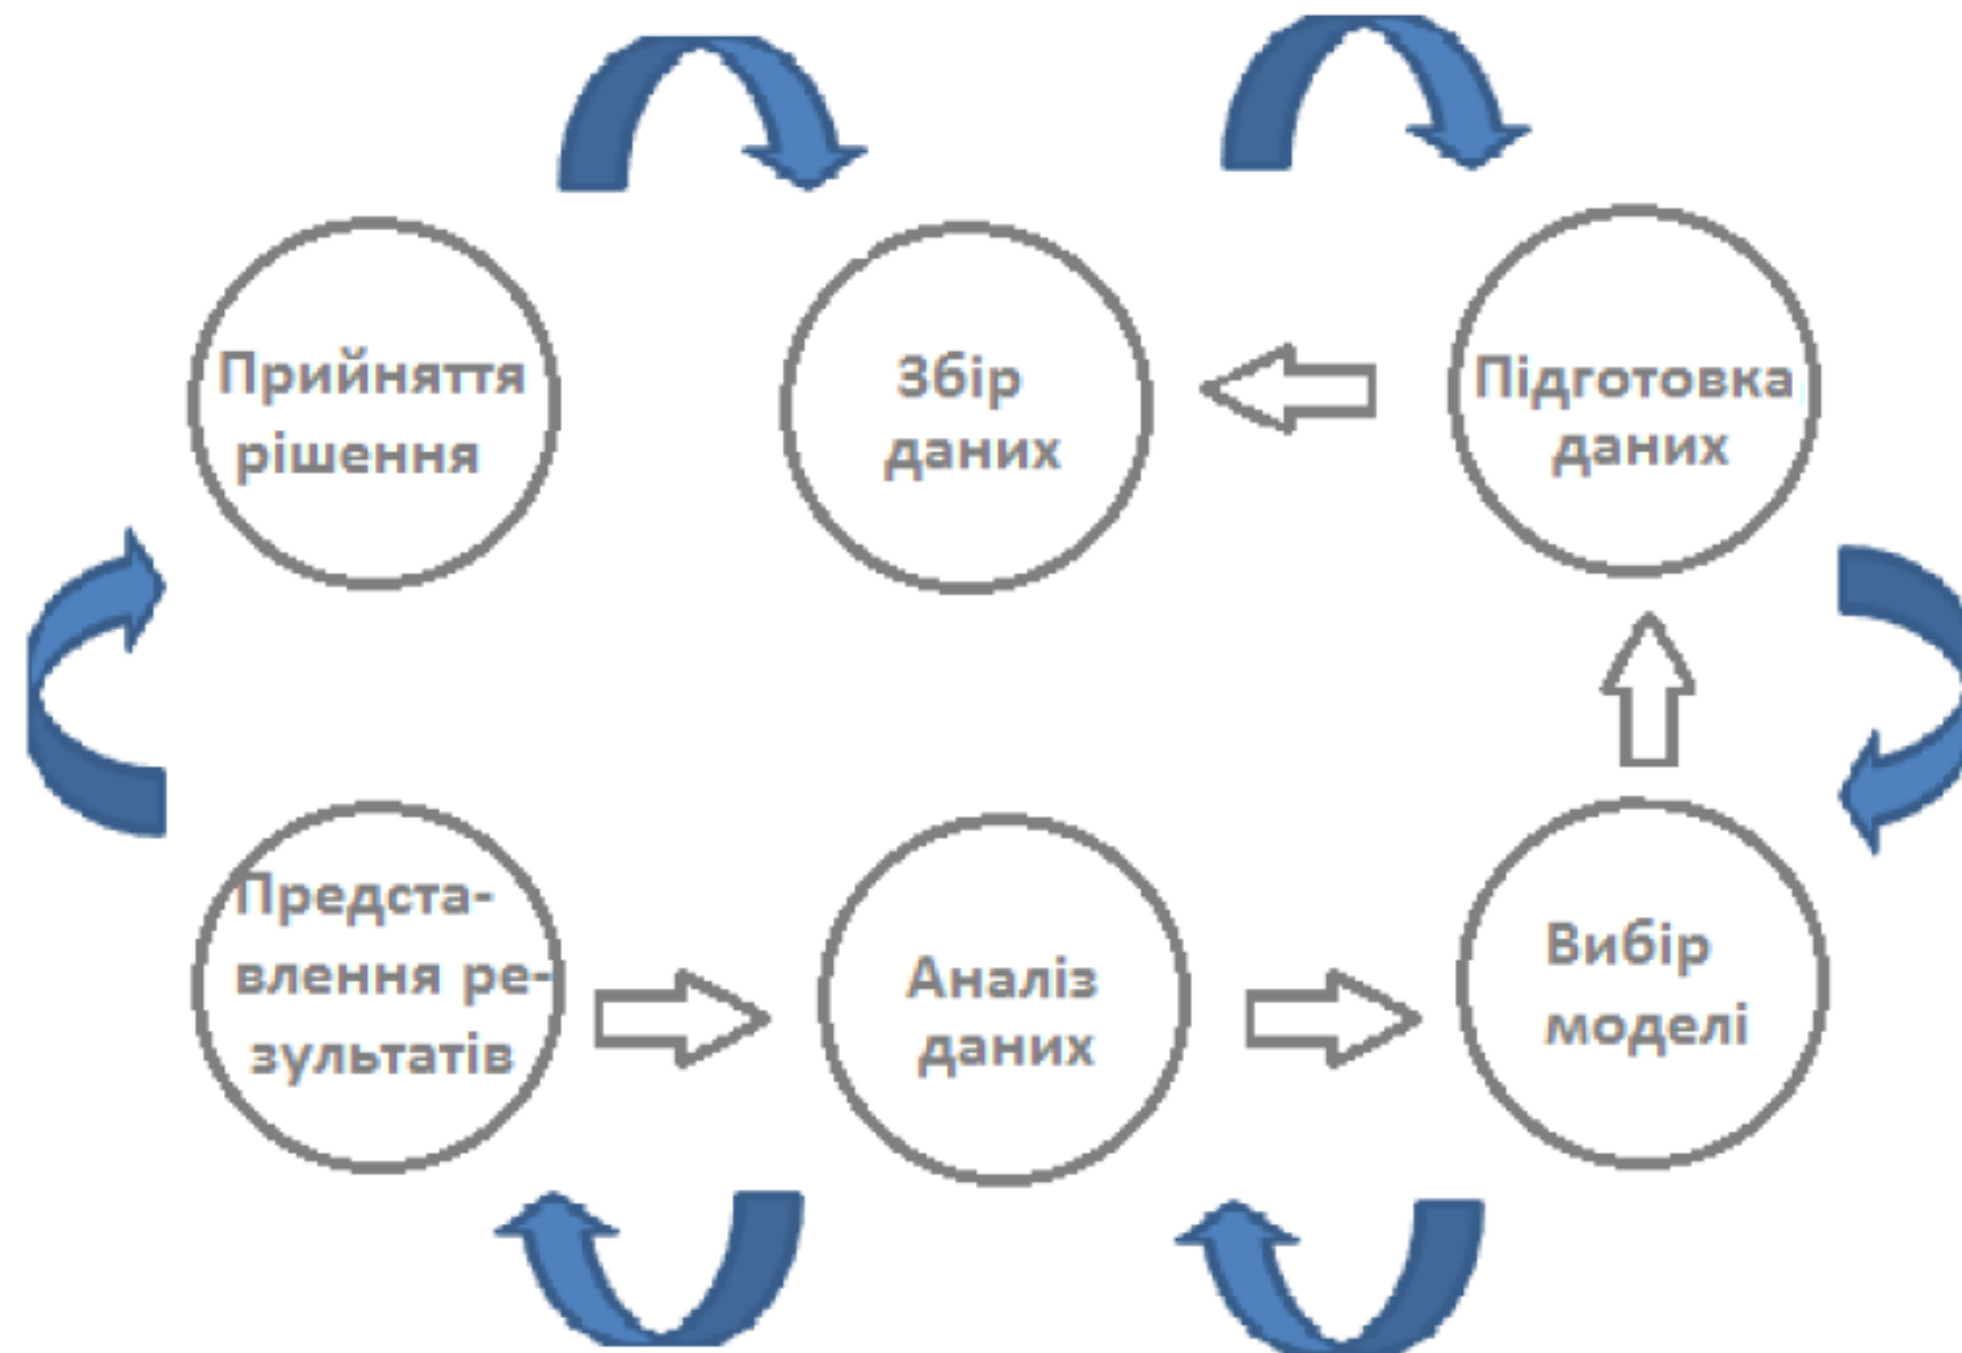 Прийняття
рішення
Збір
даних
Підготовка
даних
Предста-
влення ре-
зультатів
Аналіз
даних
Вибір
моделі